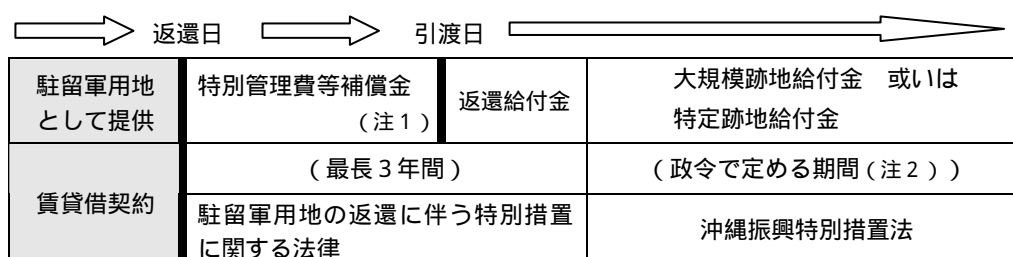 返還日 引渡日
駐留軍用地
として提供
特別管理費等補償金
(注１)
返還給付金
大規模跡地給付金 或いは
特定跡地給付金
賃貸借契約
(最長３年間)
(政令で定める期間(注２))
駐留軍用地の返還に伴う特別措置
に関する法律
沖縄振興特別措置法